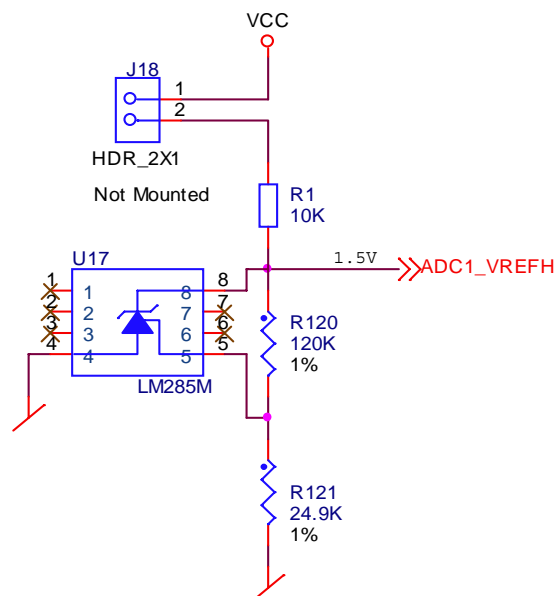 VCC
J18
1
2
HDR_2X1
Not Mounted
R1
10K
U17
1.5V
ADC1_VREFH
1
1
8
8
2
2
7
7
3
3
6
6
4
4
5
5
LM285M
R120
120K
1%
R121
24.9K
1%